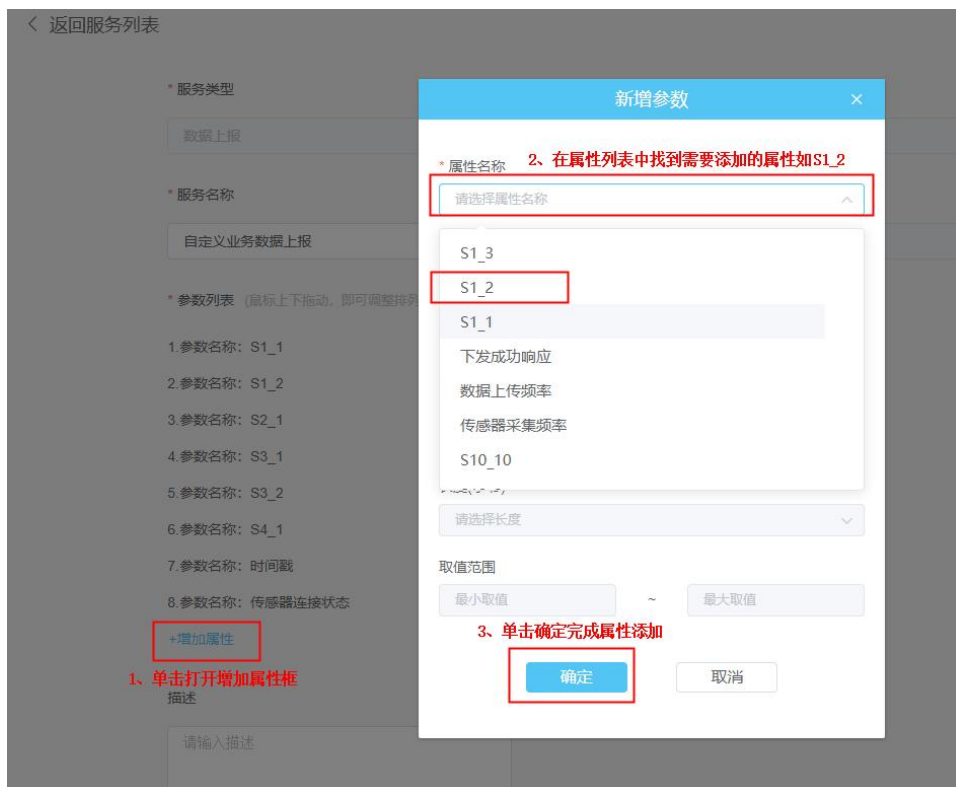 < 返回服务列表
* 服务类型
数据上报
* 服务名称
自定义业务数据上报
* 参数列表 (鼠标上下拖动，即可调整排列
1.参数名称：S1_1
2.参数名称：S1_2
3.参数名称：S2_1
4.参数名称：S3_1
5.参数名称：S3_2
6.参数名称：S4_1
7.参数名称：时间戳
8.参数名称：传感器连接状态
+增加属性
1、单击打开增加属性框
描述
请输入描述
新增参数 ×
* 属性名称
2、在属性列表中找到需要添加的属性如S1_2
请选择属性名称
S1_3
S1_2
S1_1
下发成功响应
数据上传频率
传感器采集频率
S10_10
请选择长度
取值范围
最小取值 ~ 最大取值
3、单击确定完成属性添加
确定 取消